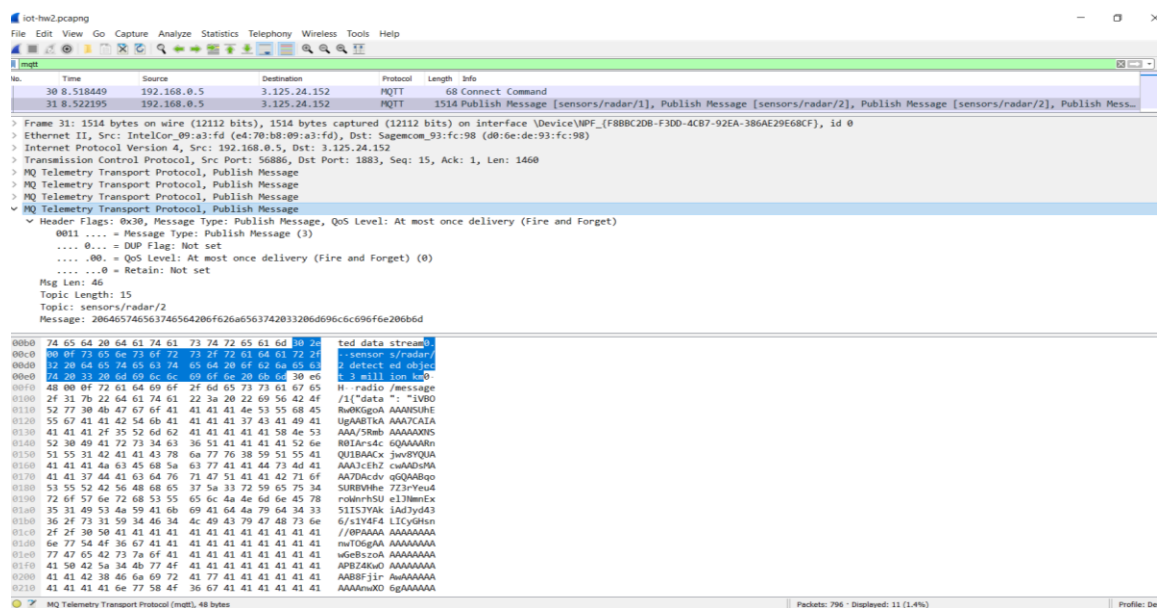 iot-hw2.pcapng
File Edit View Go Capture Analyze Statistics Telephony Wireless Tools Help
mqtt
No. Time Source Destination Protocol Length Info
30 8.518449 192.168.0.5 3.125.24.152 MQTT 68 Connect Command
31 8.522195 192.168.0.5 3.125.24.152 MQTT 1514 Publish Message [sensors/radar/1], Publish Message [sensors/radar/2], Publish Message [sensors/radar/2], Publish Mess…
> Frame 31: 1514 bytes on wire (12112 bits), 1514 bytes captured (12112 bits) on interface \Device\NPF_{F8BBC2DB-F3DD-4CB7-92EA-386AE29E68CF}, id 0
> Ethernet II, Src: IntelCor_09:a3:fd (e4:70:b8:09:a3:fd), Dst: Sagemcom_93:fc:98 (d0:6e:de:93:fc:98)
> Internet Protocol Version 4, Src: 192.168.0.5, Dst: 3.125.24.152
> Transmission Control Protocol, Src Port: 56886, Dst Port: 1883, Seq: 15, Ack: 1, Len: 1460
> MQ Telemetry Transport Protocol, Publish Message
> MQ Telemetry Transport Protocol, Publish Message
> MQ Telemetry Transport Protocol, Publish Message
MQ Telemetry Transport Protocol, Publish Message
Header Flags: 0x30, Message Type: Publish Message, QoS Level: At most once delivery (Fire and Forget)
0011 .... = Message Type: Publish Message (3)
.... 0... = DUP Flag: Not set
.... .00. = QoS Level: At most once delivery (Fire and Forget) (0)
.... ...0 = Retain: Not set
Msg Len: 46
Topic Length: 15
Topic: sensors/radar/2
Message: 206465746563746564206f626a6563742033206d696c6c696f6e206b6d
00b0 74 65 64 20 64 61 74 61 73 74 72 65 61 6d 30 2e ted data stream0.
00c0 00 0f 73 65 6e 73 6f 72 73 2f 72 61 64 61 72 2f ··sensor s/radar/
00d0 32 20 64 65 74 65 63 74 65 64 20 6f 62 6a 65 63 2 detect ed objec
00e0 74 20 33 20 6d 69 6c 6c 69 6f 6e 20 6b 6d 30 e6 t 3 mill ion km0·
00f0 48 00 0f 72 61 64 69 6f 2f 6d 65 73 73 61 67 65 H··radio /message
0100 2f 31 7b 22 64 61 74 61 22 3a 20 22 69 56 42 4f /1{"data ": "iVBO
0110 52 77 30 4b 47 67 6f 41 41 41 41 4e 53 55 68 45 Rw0KGgoA AAANSUhE
0120 55 67 41 41 42 54 6b 41 41 41 41 37 43 41 49 41 UgAABTkA AAA7CAIA
0130 41 41 41 2f 35 52 6d 62 41 41 41 41 41 58 4e 53 AAA/5Rmb AAAAAXNS
0140 52 30 49 41 72 73 34 63 36 51 41 41 41 41 52 6e R0IArs4c 6QAAAARn
0150 51 55 31 42 41 41 43 78 6a 77 76 38 59 51 55 41 QU1BAACx jwv8YQUA
0160 41 41 41 4a 63 45 68 5a 63 77 41 41 44 73 4d 41 AAAJcEhZ cwAADsMA
0170 41 41 37 44 41 63 64 76 71 47 51 41 41 42 71 6f AA7DAcdv qGQAABqo
0180 53 55 52 42 56 48 68 65 37 5a 33 72 59 65 75 34 SURBVHhe 7Z3rYeu4
0190 72 6f 57 6e 72 68 53 55 65 6c 4a 4e 6d 6e 45 78 roWnrhSU elJNmnEx
01a0 35 31 49 53 4a 59 41 6b 69 41 64 4a 79 64 34 33 51ISJYAk iAdJyd43
01b0 36 2f 73 31 59 34 46 34 4c 49 43 79 47 48 73 6e 6/s1Y4F4 LICyGHsn
01c0 2f 2f 30 50 41 41 41 41 41 41 41 41 41 41 41 41 //0PAAAA AAAAAAAA
01d0 6e 77 54 4f 36 67 41 41 41 41 41 41 41 41 41 41 nwTO6gAA AAAAAAAA
01e0 77 47 65 42 73 7a 6f 41 41 41 41 41 41 41 41 41 wGeBszoA AAAAAAAA
01f0 41 50 42 5a 34 4b 77 4f 41 41 41 41 41 41 41 41 APBZ4KwO AAAAAAAA
0200 41 41 42 38 46 6a 69 72 41 77 41 41 41 41 41 41 AAB8Fjir AwAAAAAA
0210 41 41 41 41 6e 77 58 4f 36 67 41 41 41 41 41 41 AAAAnwXO 6gAAAAAA
MQ Telemetry Transport Protocol (mqtt), 48 bytes Packets: 796 · Displayed: 11 (1.4%) Profile: De